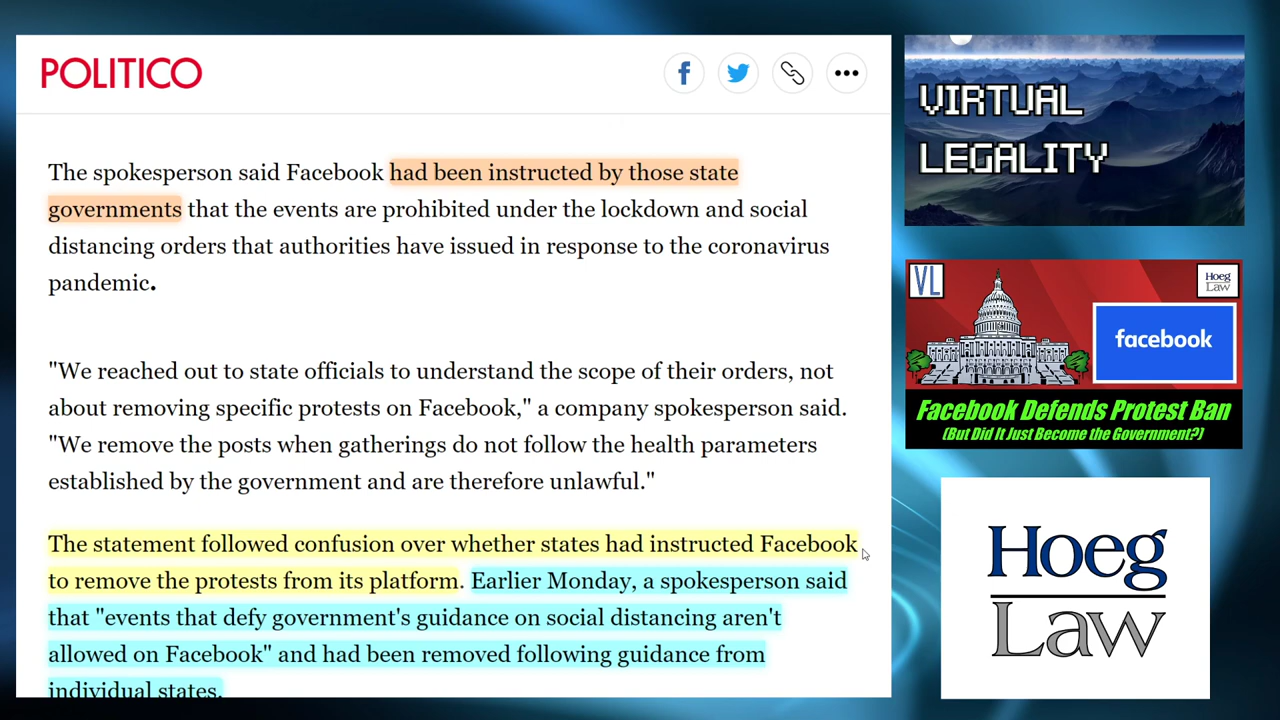 POLITICO
The spokesperson said Facebook had been instructed by those state
governments that the events are prohibited under the lockdown and social
distancing orders that authorities have issued in response to the coronavirus
pandemic.
"We reached out to state officials to understand the scope of their orders, not
about removing specific protests on Facebook," a company spokesperson said.
"We remove the posts when gatherings do not follow the health parameters
established by the government and are therefore unlawful."
The statement followed confusion over whether states had instructed Facebook
to remove the protests from its platform. Earlier Monday, a spokesperson said
that "events that defy government's guidance on social distancing aren't
allowed on Facebook" and had been removed following guidance from
individual states.
VIRTUAL
LEGALITY
VL
Hoeg
Law
facebook
Facebook Defends Protest Ban
(But Did It Just Become the Government?)
Hoeg
Law